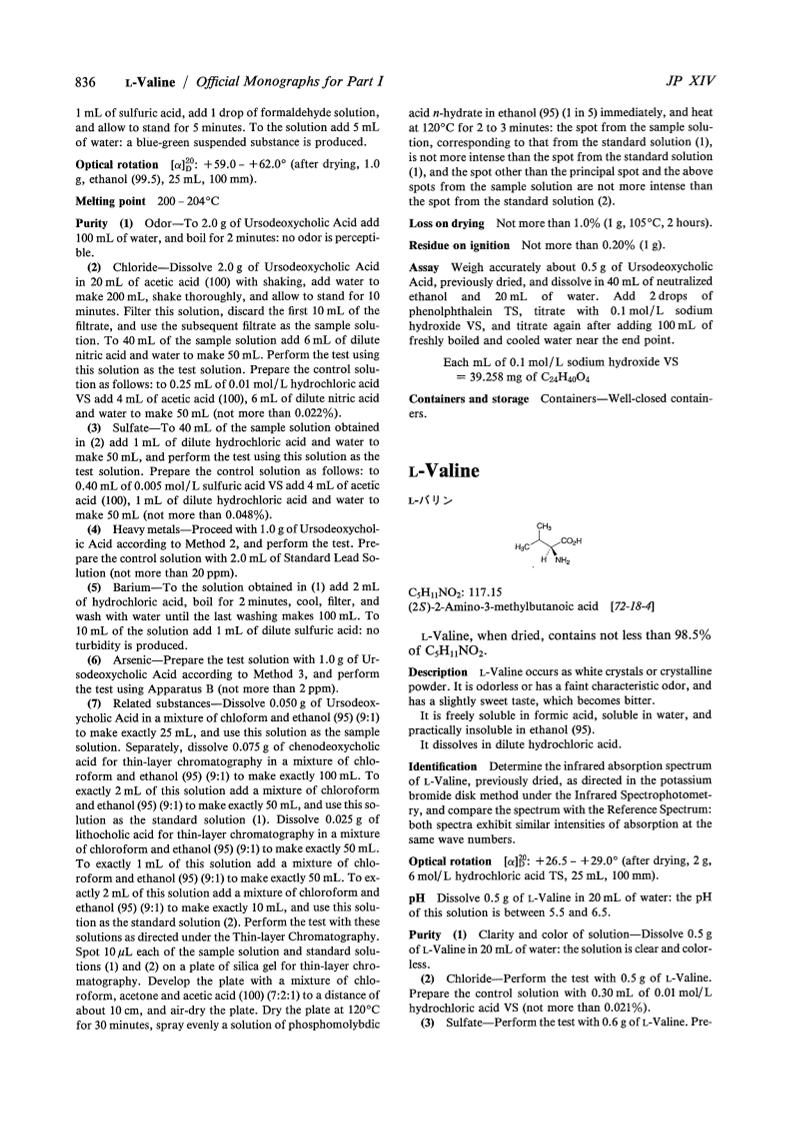 836 L-Valine / Official Monographs for Part I JP XIV
1 mL of sulfuric acid, add 1 drop of formaldehyde solution,
and allow to stand for 5 minutes. To the solution add 5 mL
of water: a blue-green suspended substance is produced.
Optical rotation [α]20D: +59.0 – +62.0° (after drying, 1.0
g, ethanol (99.5), 25 mL, 100 mm).
Melting point 200 – 204°C
Purity (1) Odor—To 2.0 g of Ursodeoxycholic Acid add
100 mL of water, and boil for 2 minutes: no odor is percepti-
ble.
(2) Chloride—Dissolve 2.0 g of Ursodeoxycholic Acid
in 20 mL of acetic acid (100) with shaking, add water to
make 200 mL, shake thoroughly, and allow to stand for 10
minutes. Filter this solution, discard the first 10 mL of the
filtrate, and use the subsequent filtrate as the sample solu-
tion. To 40 mL of the sample solution add 6 mL of dilute
nitric acid and water to make 50 mL. Perform the test using
this solution as the test solution. Prepare the control solu-
tion as follows: to 0.25 mL of 0.01 mol/L hydrochloric acid
VS add 4 mL of acetic acid (100), 6 mL of dilute nitric acid
and water to make 50 mL (not more than 0.022%).
(3) Sulfate—To 40 mL of the sample solution obtained
in (2) add 1 mL of dilute hydrochloric acid and water to
make 50 mL, and perform the test using this solution as the
test solution. Prepare the control solution as follows: to
0.40 mL of 0.005 mol/L sulfuric acid VS add 4 mL of acetic
acid (100), 1 mL of dilute hydrochloric acid and water to
make 50 mL (not more than 0.048%).
(4) Heavy metals—Proceed with 1.0 g of Ursodeoxychol-
ic Acid according to Method 2, and perform the test. Pre-
pare the control solution with 2.0 mL of Standard Lead So-
lution (not more than 20 ppm).
(5) Barium—To the solution obtained in (1) add 2 mL
of hydrochloric acid, boil for 2 minutes, cool, filter, and
wash with water until the last washing makes 100 mL. To
10 mL of the solution add 1 mL of dilute sulfuric acid: no
turbidity is produced.
(6) Arsenic—Prepare the test solution with 1.0 g of Ur-
sodeoxycholic Acid according to Method 3, and perform
the test using Apparatus B (not more than 2 ppm).
(7) Related substances—Dissolve 0.050 g of Ursodeox-
ycholic Acid in a mixture of chloform and ethanol (95) (9:1)
to make exactly 25 mL, and use this solution as the sample
solution. Separately, dissolve 0.075 g of chenodeoxycholic
acid for thin-layer chromatography in a mixture of chlo-
roform and ethanol (95) (9:1) to make exactly 100 mL. To
exactly 2 mL of this solution add a mixture of chloroform
and ethanol (95) (9:1) to make exactly 50 mL, and use this so-
lution as the standard solution (1). Dissolve 0.025 g of
lithocholic acid for thin-layer chromatography in a mixture
of chloroform and ethanol (95) (9:1) to make exactly 50 mL.
To exactly 1 mL of this solution add a mixture of chlo-
roform and ethanol (95) (9:1) to make exactly 50 mL. To ex-
actly 2 mL of this solution add a mixture of chloroform and
ethanol (95) (9:1) to make exactly 10 mL, and use this solu-
tion as the standard solution (2). Perform the test with these
solutions as directed under the Thin-layer Chromatography.
Spot 10 μL each of the sample solution and standard solu-
tions (1) and (2) on a plate of silica gel for thin-layer chro-
matography. Develop the plate with a mixture of chlo-
roform, acetone and acetic acid (100) (7:2:1) to a distance of
about 10 cm, and air-dry the plate. Dry the plate at 120°C
for 30 minutes, spray evenly a solution of phosphomolybdic
acid n-hydrate in ethanol (95) (1 in 5) immediately, and heat
at 120°C for 2 to 3 minutes: the spot from the sample solu-
tion, corresponding to that from the standard solution (1),
is not more intense than the spot from the standard solution
(1), and the spot other than the principal spot and the above
spots from the sample solution are not more intense than
the spot from the standard solution (2).
Loss on drying Not more than 1.0% (1 g, 105°C, 2 hours).
Residue on ignition Not more than 0.20% (1 g).
Assay Weigh accurately about 0.5 g of Ursodeoxycholic
Acid, previously dried, and dissolve in 40 mL of neutralized
ethanol and 20 mL of water. Add 2 drops of
phenolphthalein TS, titrate with 0.1 mol/L sodium
hydroxide VS, and titrate again after adding 100 mL of
freshly boiled and cooled water near the end point.
Each mL of 0.1 mol/L sodium hydroxide VS
= 39.258 mg of C24H40O4
Containers and storage Containers—Well-closed contain-
ers.
L-Valine
L-バリン
CH3
H3C CO2H
H NH2
C5H11NO2: 117.15
(2S)-2-Amino-3-methylbutanoic acid [72-18-4]
L-Valine, when dried, contains not less than 98.5%
of C5H11NO2.
Description L-Valine occurs as white crystals or crystalline
powder. It is odorless or has a faint characteristic odor, and
has a slightly sweet taste, which becomes bitter.
It is freely soluble in formic acid, soluble in water, and
practically insoluble in ethanol (95).
It dissolves in dilute hydrochloric acid.
Identification Determine the infrared absorption spectrum
of L-Valine, previously dried, as directed in the potassium
bromide disk method under the Infrared Spectrophotomet-
ry, and compare the spectrum with the Reference Spectrum:
both spectra exhibit similar intensities of absorption at the
same wave numbers.
Optical rotation [α]20D: +26.5 – +29.0° (after drying, 2 g,
6 mol/L hydrochloric acid TS, 25 mL, 100 mm).
pH Dissolve 0.5 g of L-Valine in 20 mL of water: the pH
of this solution is between 5.5 and 6.5.
Purity (1) Clarity and color of solution—Dissolve 0.5 g
of L-Valine in 20 mL of water: the solution is clear and color-
less.
(2) Chloride—Perform the test with 0.5 g of L-Valine.
Prepare the control solution with 0.30 mL of 0.01 mol/L
hydrochloric acid VS (not more than 0.021%).
(3) Sulfate—Perform the test with 0.6 g of L-Valine. Pre-